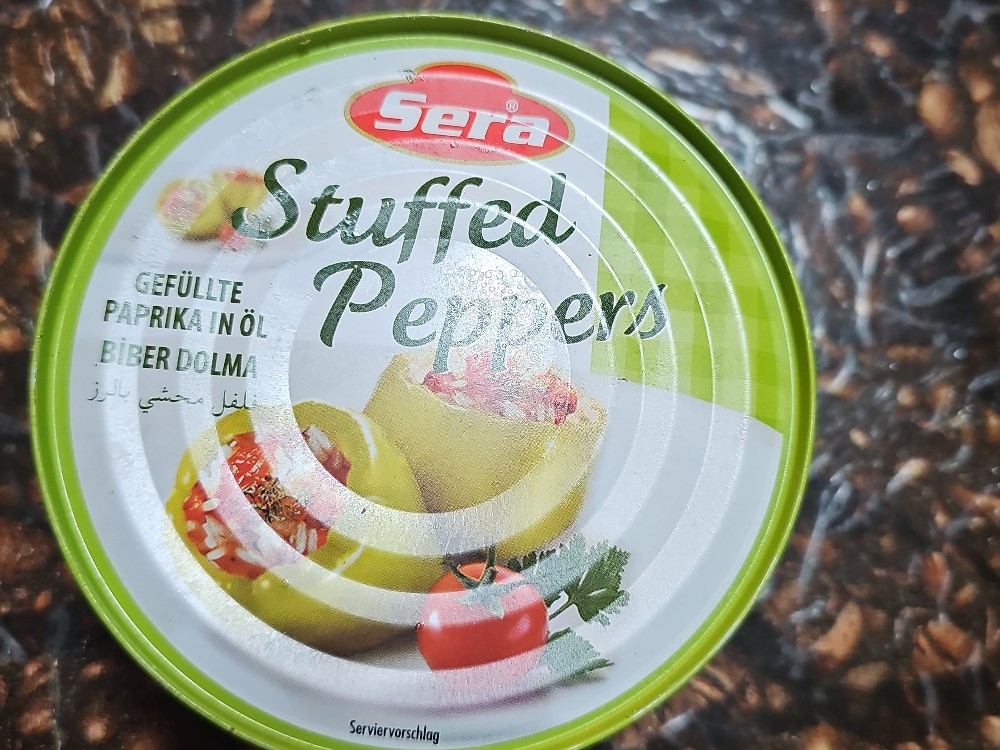 Sera®
Stuffed
Peppers
GEFÜLLTE
PAPRIKA IN ÖL
BİBER DOLMA
فلفل محشي بالرز
Serviervorschlag